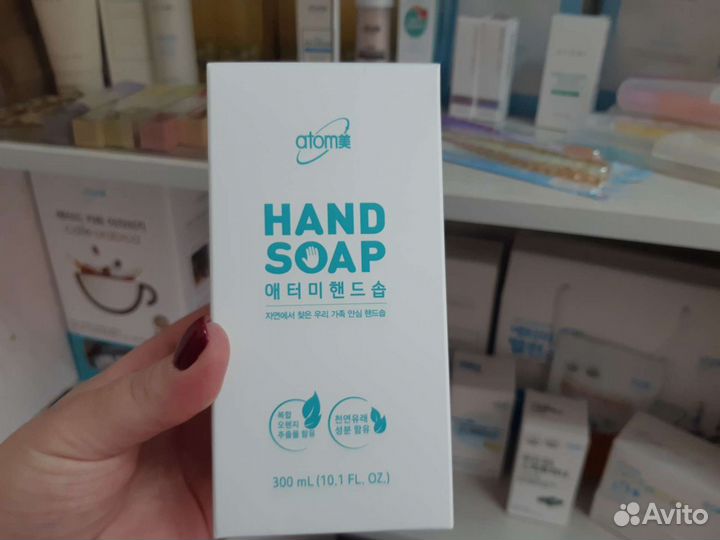 atom美
HAND
SOAP
애터미핸드솝
자연에서 찾은 우리 가족 안심 핸드솝
복합
오렌지
추출물 함유
천연유래
성분 함유
300 mL (10.1 FL. OZ.)
Avito